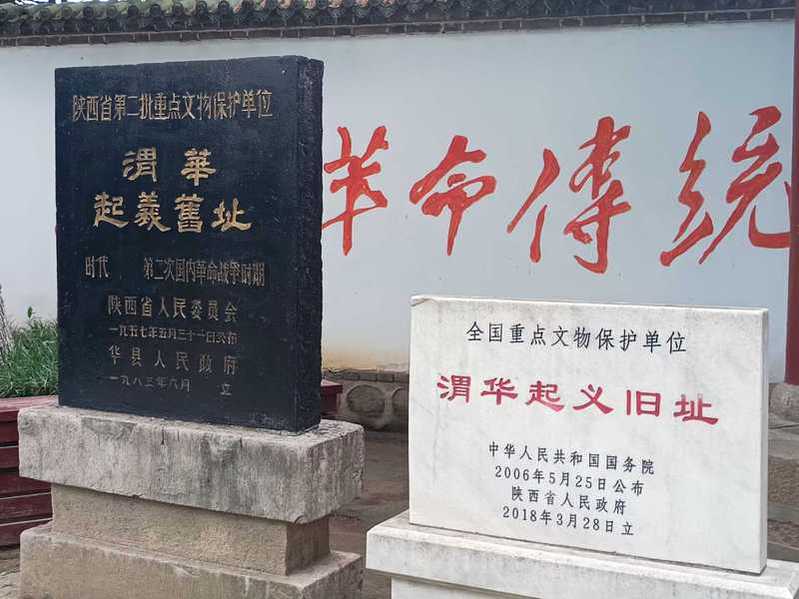 陕西省第二批重点文物保护单位
渭華
起義舊址
时代 第二次国内革命战争时期
陕西省人民委员会
一九五七年五月三十一日公布
华县人民政府
一九八三年六月 立
革命傳統
全国重点文物保护单位
渭华起义旧址
中华人民共和国国务院
2006年5月25日公布
陕西省人民政府
2018年3月28日立